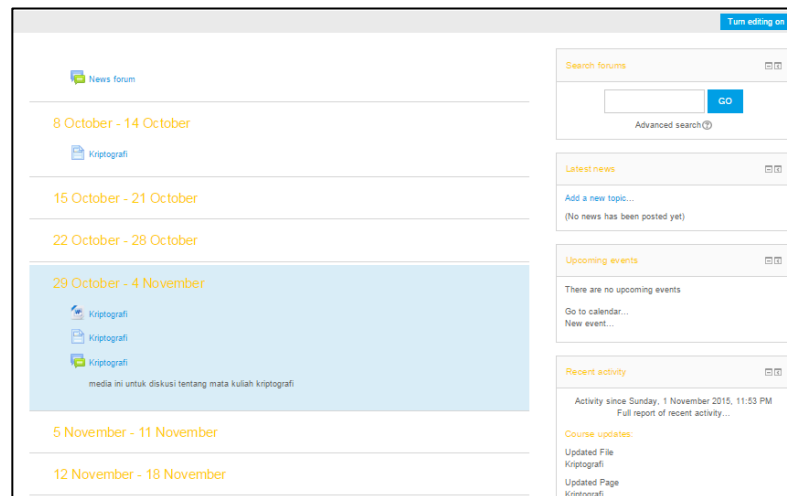 Turn editing on
News forum
8 October - 14 October
Kriptografi
15 October - 21 October
22 October - 28 October
29 October - 4 November
Kriptografi
Kriptografi
Kriptografi
media ini untuk diskusi tentang mata kuliah kriptografi
5 November - 11 November
12 November - 18 November
Search forums
GO
Advanced search
Latest news
Add a new topic...
(No news has been posted yet)
Upcoming events
There are no upcoming events
Go to calendar...
New event...
Recent activity
Activity since Sunday, 1 November 2015, 11:53 PM
Full report of recent activity...
Course updates:
Updated File
Kriptografi
Updated Page
Kriptografi